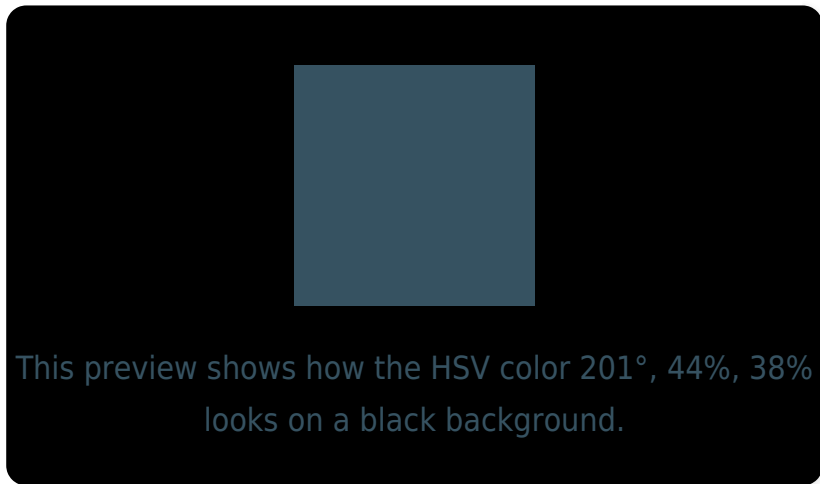 This preview shows how the HSV color 201°, 44%, 38%
looks on a black background.